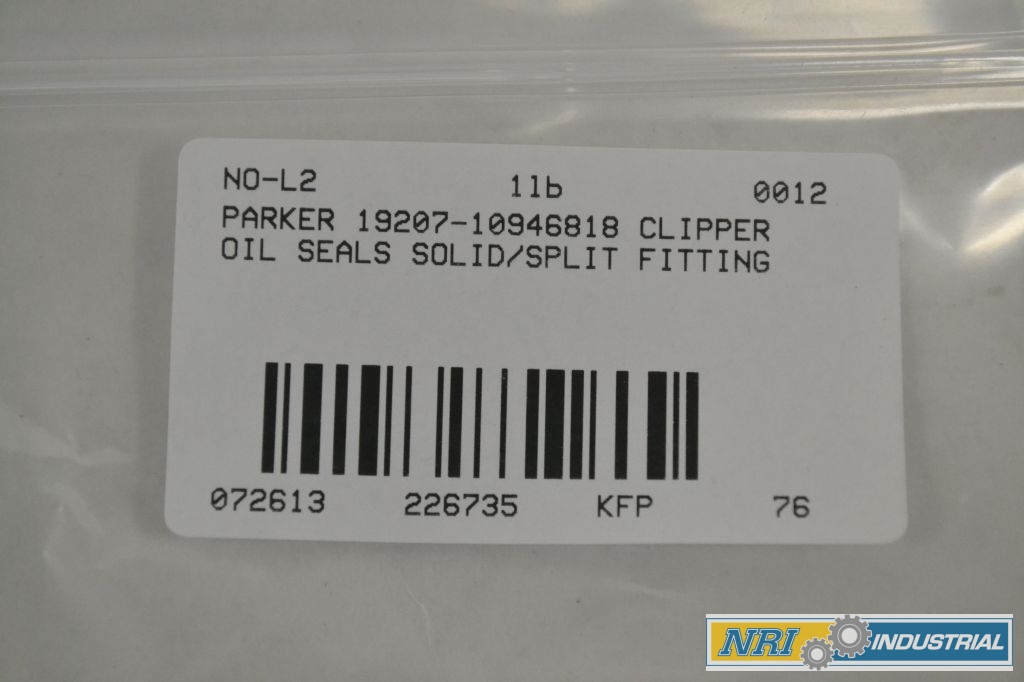 NO-L2 1lb 0012
PARKER 19207-10946818 CLIPPER
OIL SEALS SOLID/SPLIT FITTING
072613 226735 KFP 76
NRI INDUSTRIAL